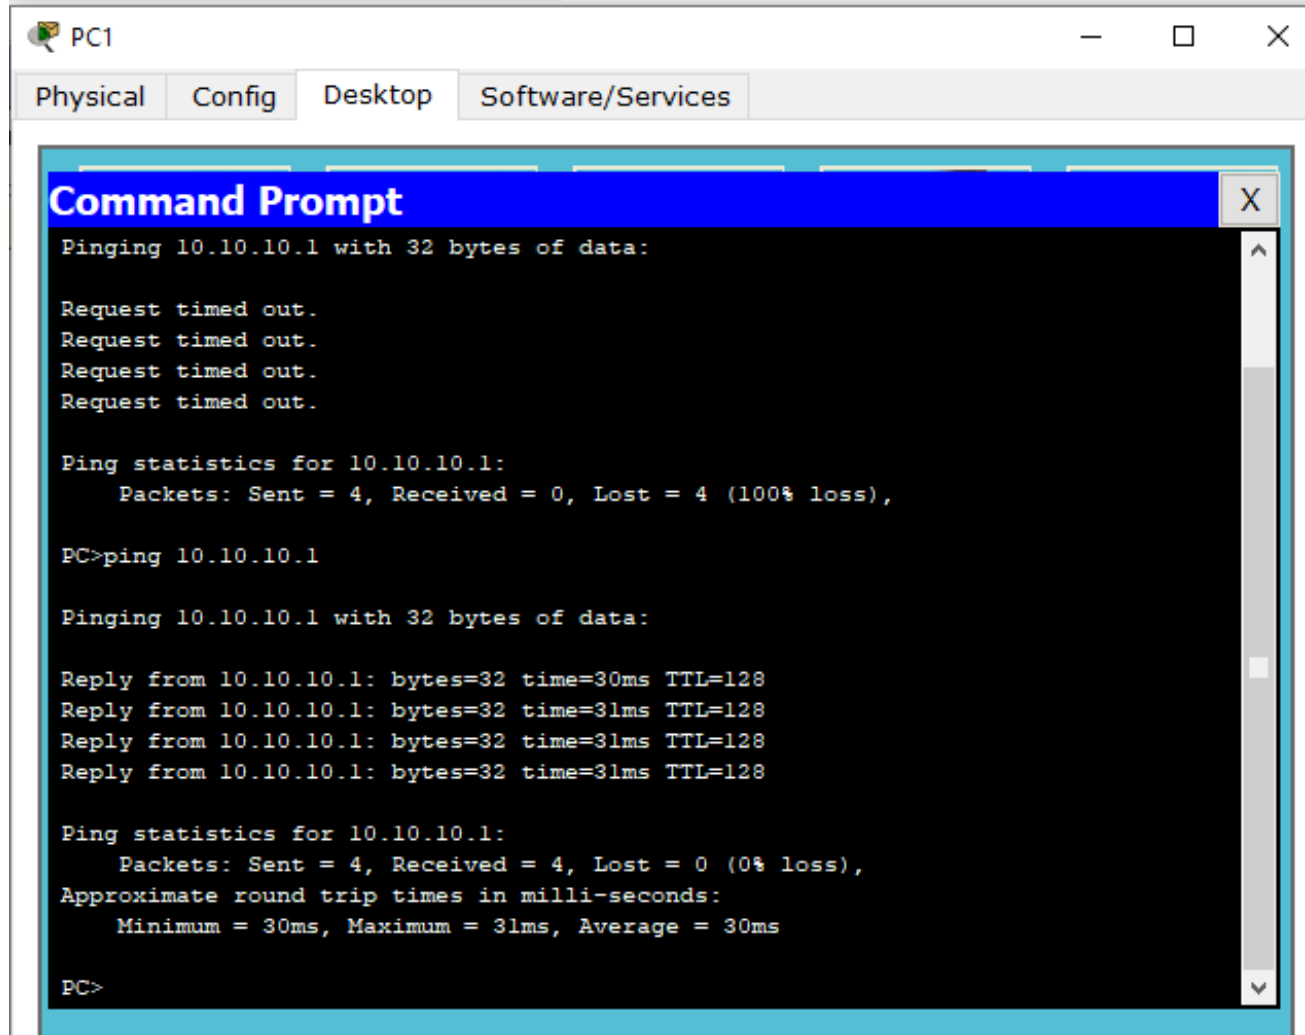 PC1
Physical Config Desktop Software/Services
Command Prompt X
Pinging 10.10.10.1 with 32 bytes of data:
Request timed out.
Request timed out.
Request timed out.
Request timed out.
Ping statistics for 10.10.10.1:
Packets: Sent = 4, Received = 0, Lost = 4 (100% loss),
PC>ping 10.10.10.1
Pinging 10.10.10.1 with 32 bytes of data:
Reply from 10.10.10.1: bytes=32 time=30ms TTL=128
Reply from 10.10.10.1: bytes=32 time=31ms TTL=128
Reply from 10.10.10.1: bytes=32 time=31ms TTL=128
Reply from 10.10.10.1: bytes=32 time=31ms TTL=128
Ping statistics for 10.10.10.1:
Packets: Sent = 4, Received = 4, Lost = 0 (0% loss),
Approximate round trip times in milli-seconds:
Minimum = 30ms, Maximum = 31ms, Average = 30ms
PC>